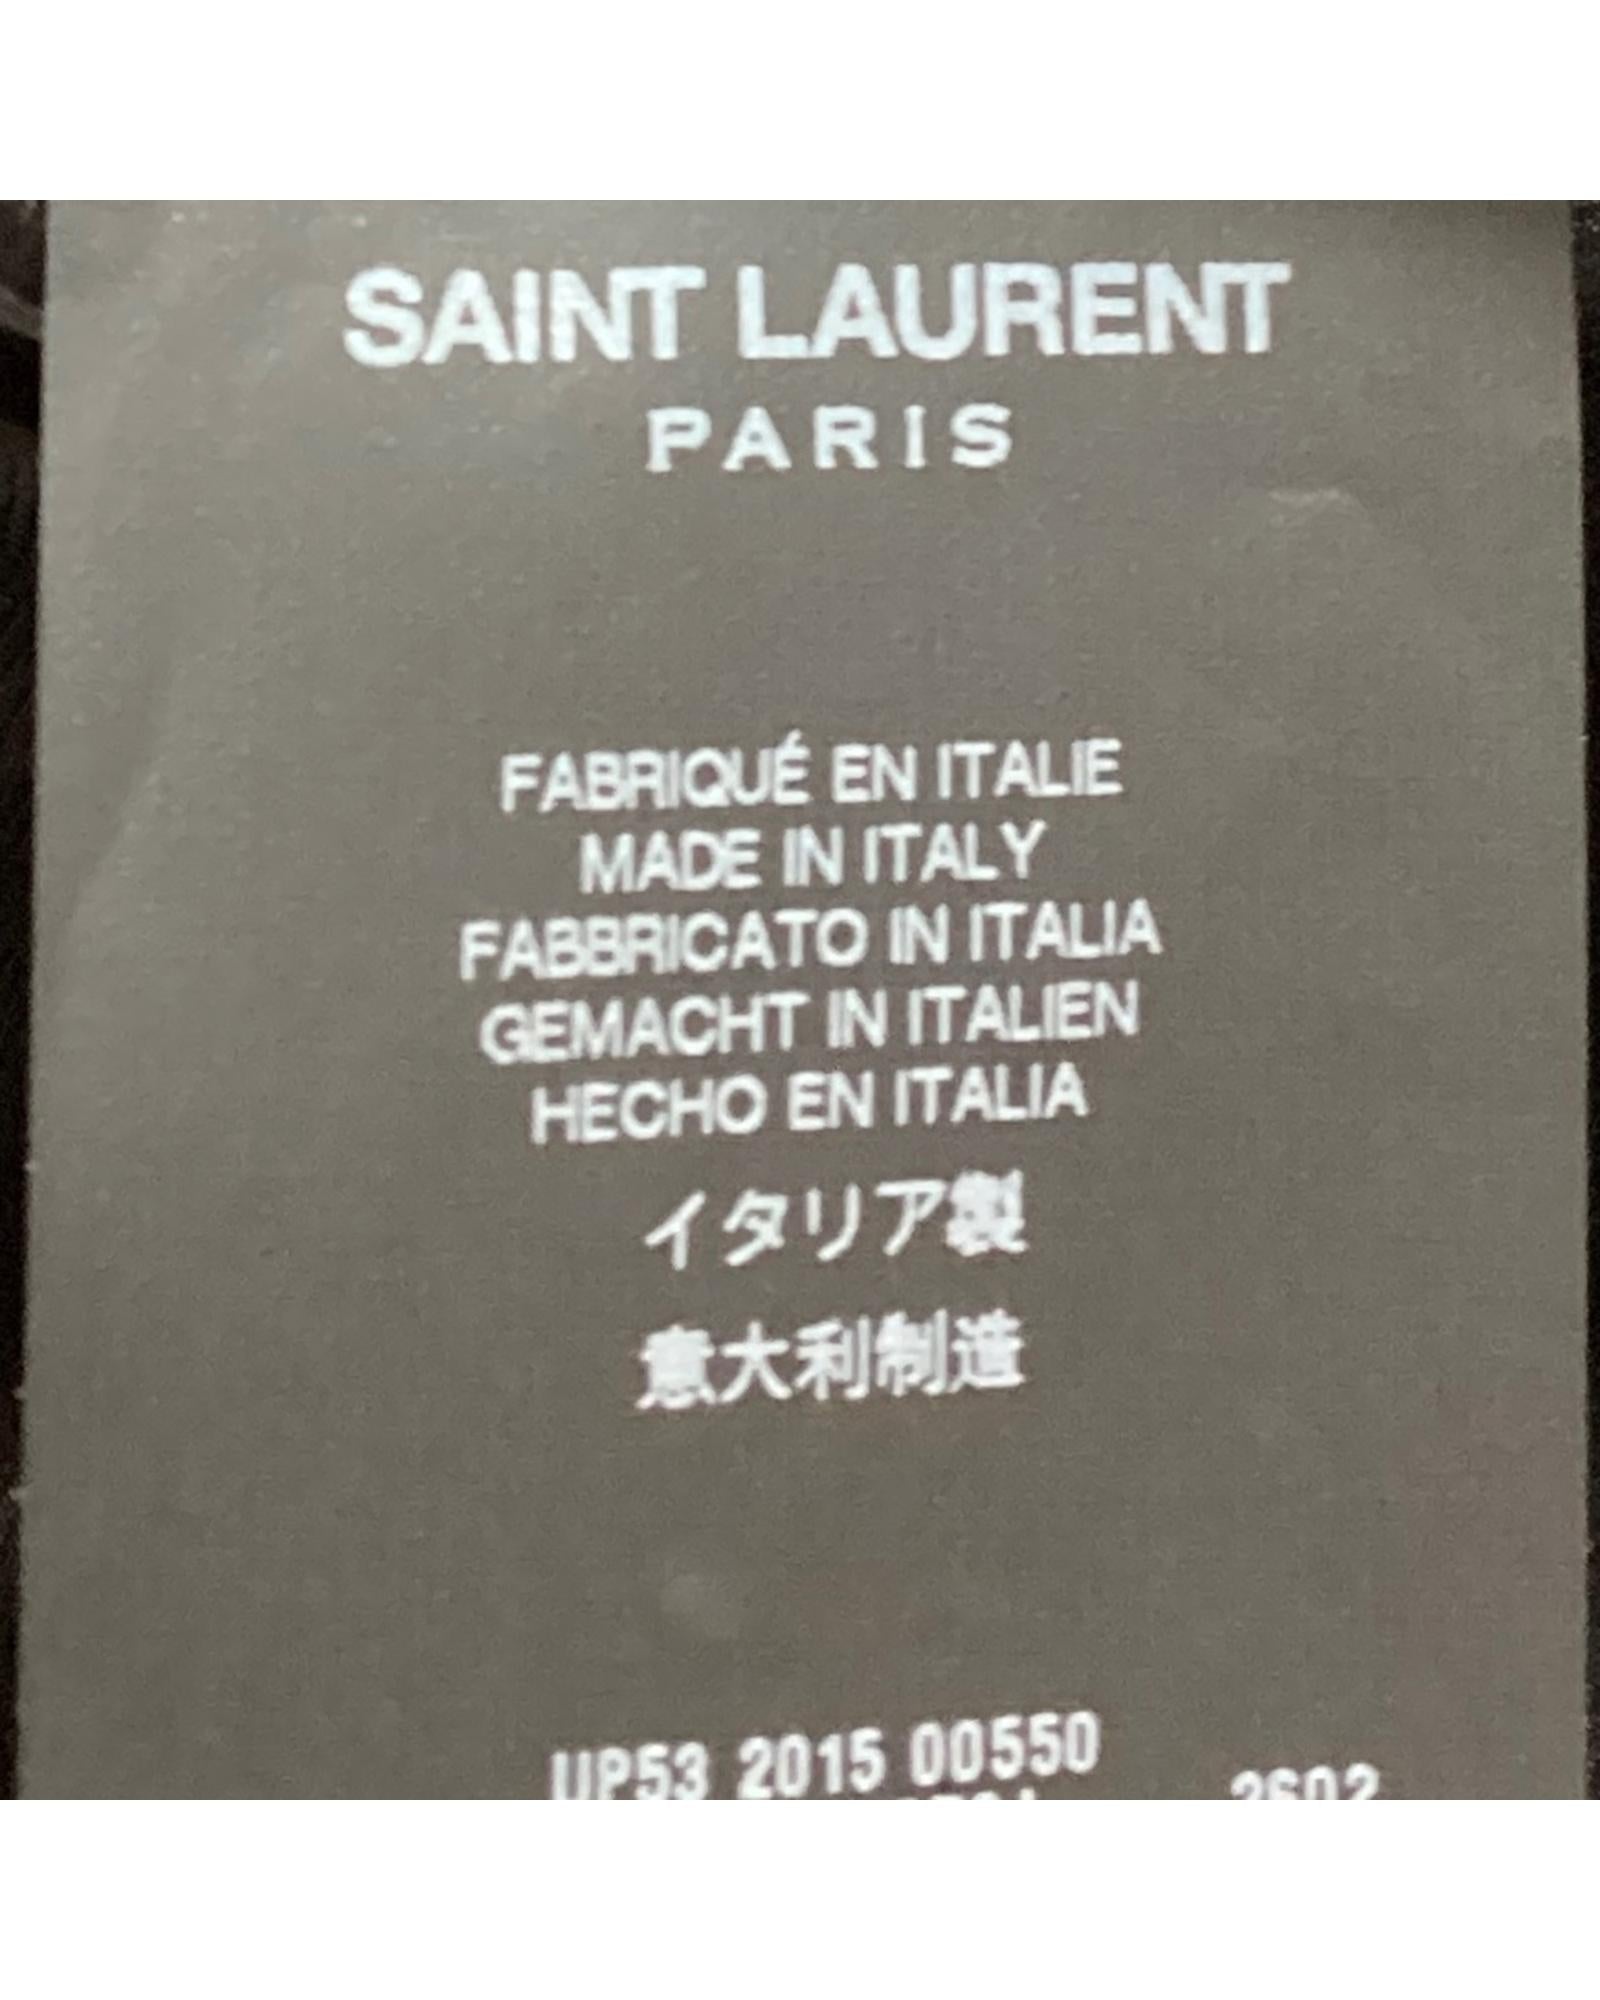 SAINT LAURENT
PARIS
FABRIQUÉ EN ITALIE
MADE IN ITALY
FABBRICATO IN ITALIA
GEMACHT IN ITALIEN
HECHO EN ITALIA
イタリア製
意大利制造
UP53 2015 00550